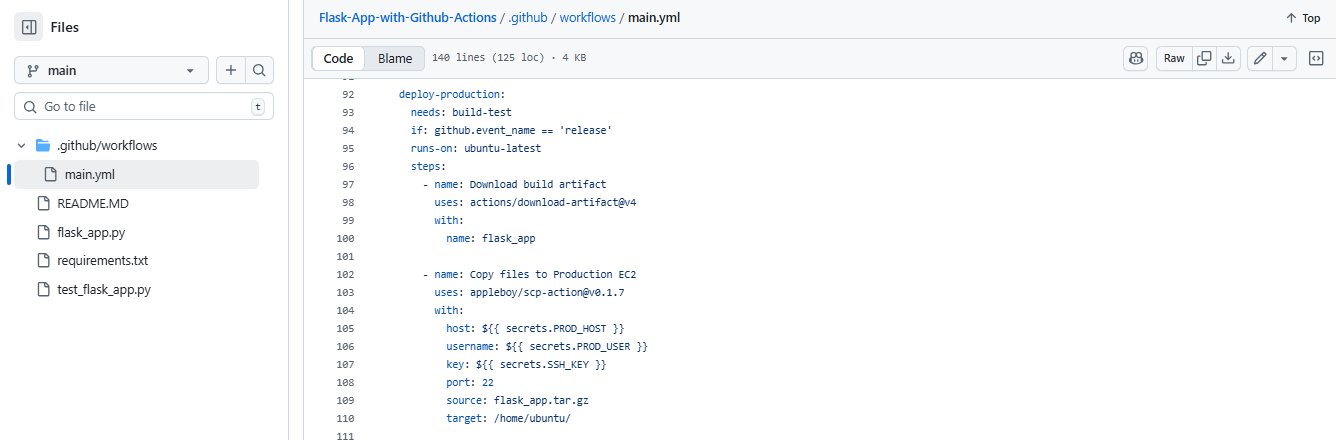 Files
main
Go to file
t
.github/workflows
main.yml
README.MD
flask_app.py
requirements.txt
test_flask_app.py
Flask-App-with-Github-Actions / .github / workflows / main.yml
Top
Code
Blame
140 lines (125 loc) · 4 KB
Raw
92 deploy-production:
93 needs: build-test
94 if: github.event_name == 'release'
95 runs-on: ubuntu-latest
96 steps:
97 - name: Download build artifact
98 uses: actions/download-artifact@v4
99 with:
100 name: flask_app
101
102 - name: Copy files to Production EC2
103 uses: appleboy/scp-action@v0.1.7
104 with:
105 host: ${{ secrets.PROD_HOST }}
106 username: ${{ secrets.PROD_USER }}
107 key: ${{ secrets.SSH_KEY }}
108 port: 22
109 source: flask_app.tar.gz
110 target: /home/ubuntu/
111